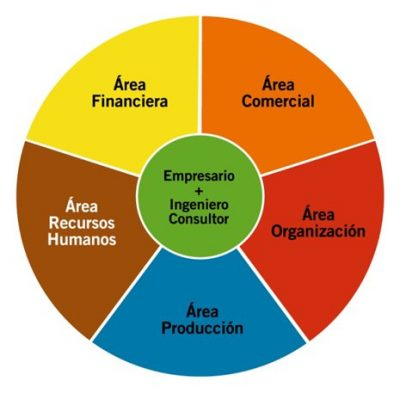 Área
Financiera
Área
Comercial
Área
Recursos
Humanos
Empresario
+
Ingeniero
Consultor
Área
Organización
Área
Producción